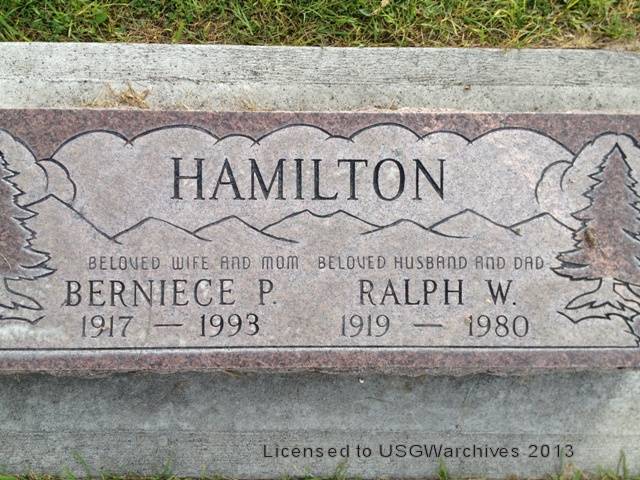 HAMILTON
BELOVED WIFE AND MOM BELOVED HUSBAND AND DAD
BERNIECE P. RALPH W.
1917 — 1993 1919 — 1980
Licensed to USGWarchives 2013